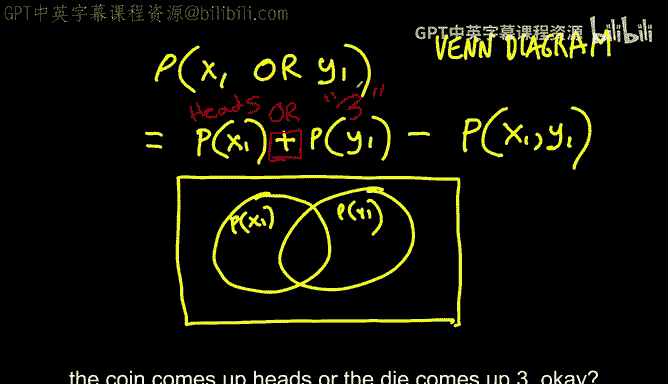 GPT中英字幕课程资源@bilibili.com
GPT中英字幕课程资源 bilibili
VENN DIAGRAM
P(x₁ OR y₁)
Heads OR "3"
= P(x₁) + P(y₁) - P(x₁, y₁)
P(x₁) P(y₁)
the coin comes up heads or the die comes up 3, okay?